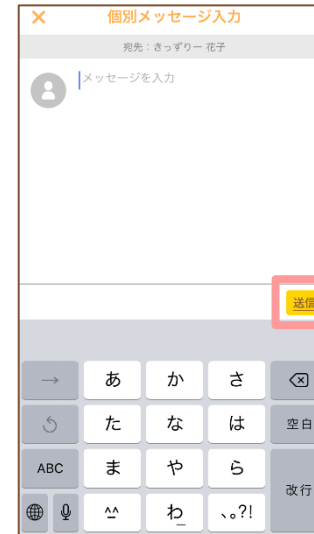 × 個別メッセージ入力
宛先：きっずりー 花子
メッセージを入力
送信
→ あ か さ
た な は 空白
ABC ま や ら 改行
^^ わ_ 、。?!